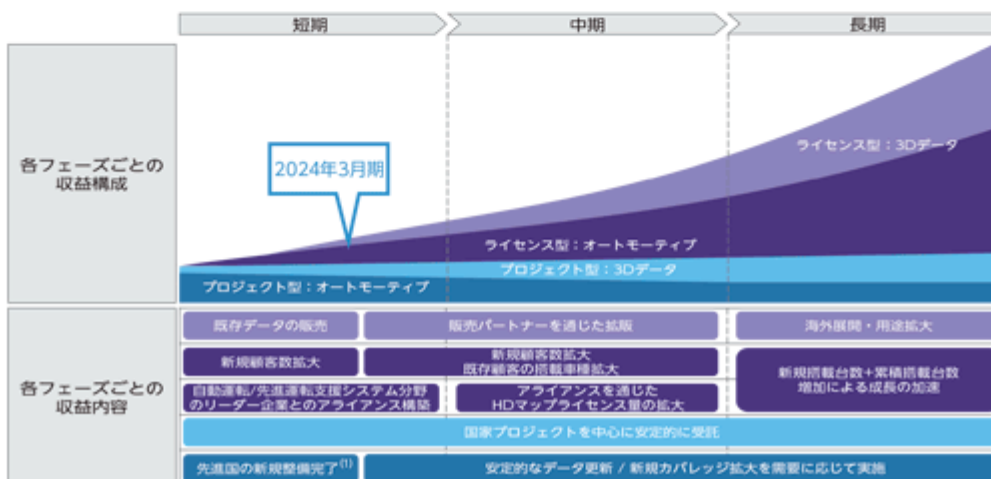 短期
中期
長期
各フェーズごとの
収益構成
2024年3月期
ライセンス型：3Dデータ
ライセンス型：オートモーティブ
プロジェクト型：3Dデータ
プロジェクト型：オートモーティブ
各フェーズごとの
収益内容
既存データの販売
販売パートナーを通じた拡販
海外展開・用途拡大
新規顧客数拡大
新規顧客数拡大
既存顧客の搭載車種拡大
新規搭載台数+累積搭載台数
増加による成長の加速
自動運転/先進運転支援システム分野
のリーダー企業とのアライアンス構築
アライアンスを通じた
HDマップライセンス量の拡大
国家プロジェクトを中心に安定的に受託
先進国の新規整備完了(1)
安定的なデータ更新 / 新規カバレッジ拡大を需要に応じて実施